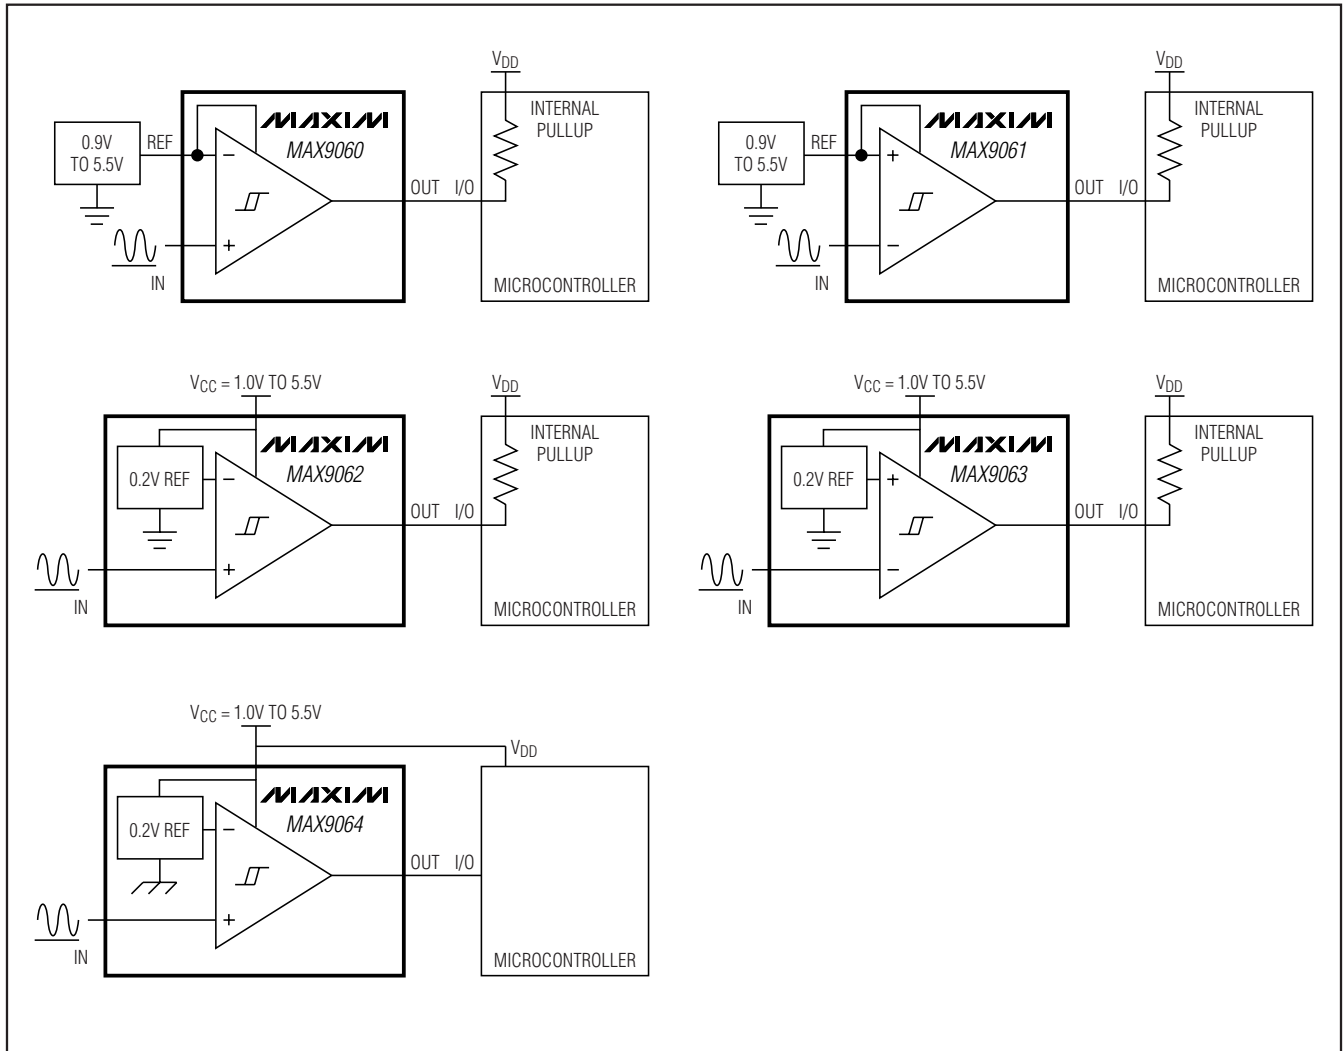 VDD
INTERNAL
PULLUP
MAXIM
MAX9060
0.9V
TO 5.5V
REF
−
+
IN
OUT I/O
MICROCONTROLLER
VDD
INTERNAL
PULLUP
MAXIM
MAX9061
0.9V
TO 5.5V
REF
+
−
IN
OUT I/O
MICROCONTROLLER
VCC = 1.0V TO 5.5V
VDD
INTERNAL
PULLUP
MAXIM
MAX9062
0.2V REF
−
+
IN
OUT I/O
MICROCONTROLLER
VCC = 1.0V TO 5.5V
VDD
INTERNAL
PULLUP
MAXIM
MAX9063
0.2V REF
+
−
IN
OUT I/O
MICROCONTROLLER
VCC = 1.0V TO 5.5V
VDD
MAXIM
MAX9064
0.2V REF
−
+
IN
OUT I/O
MICROCONTROLLER